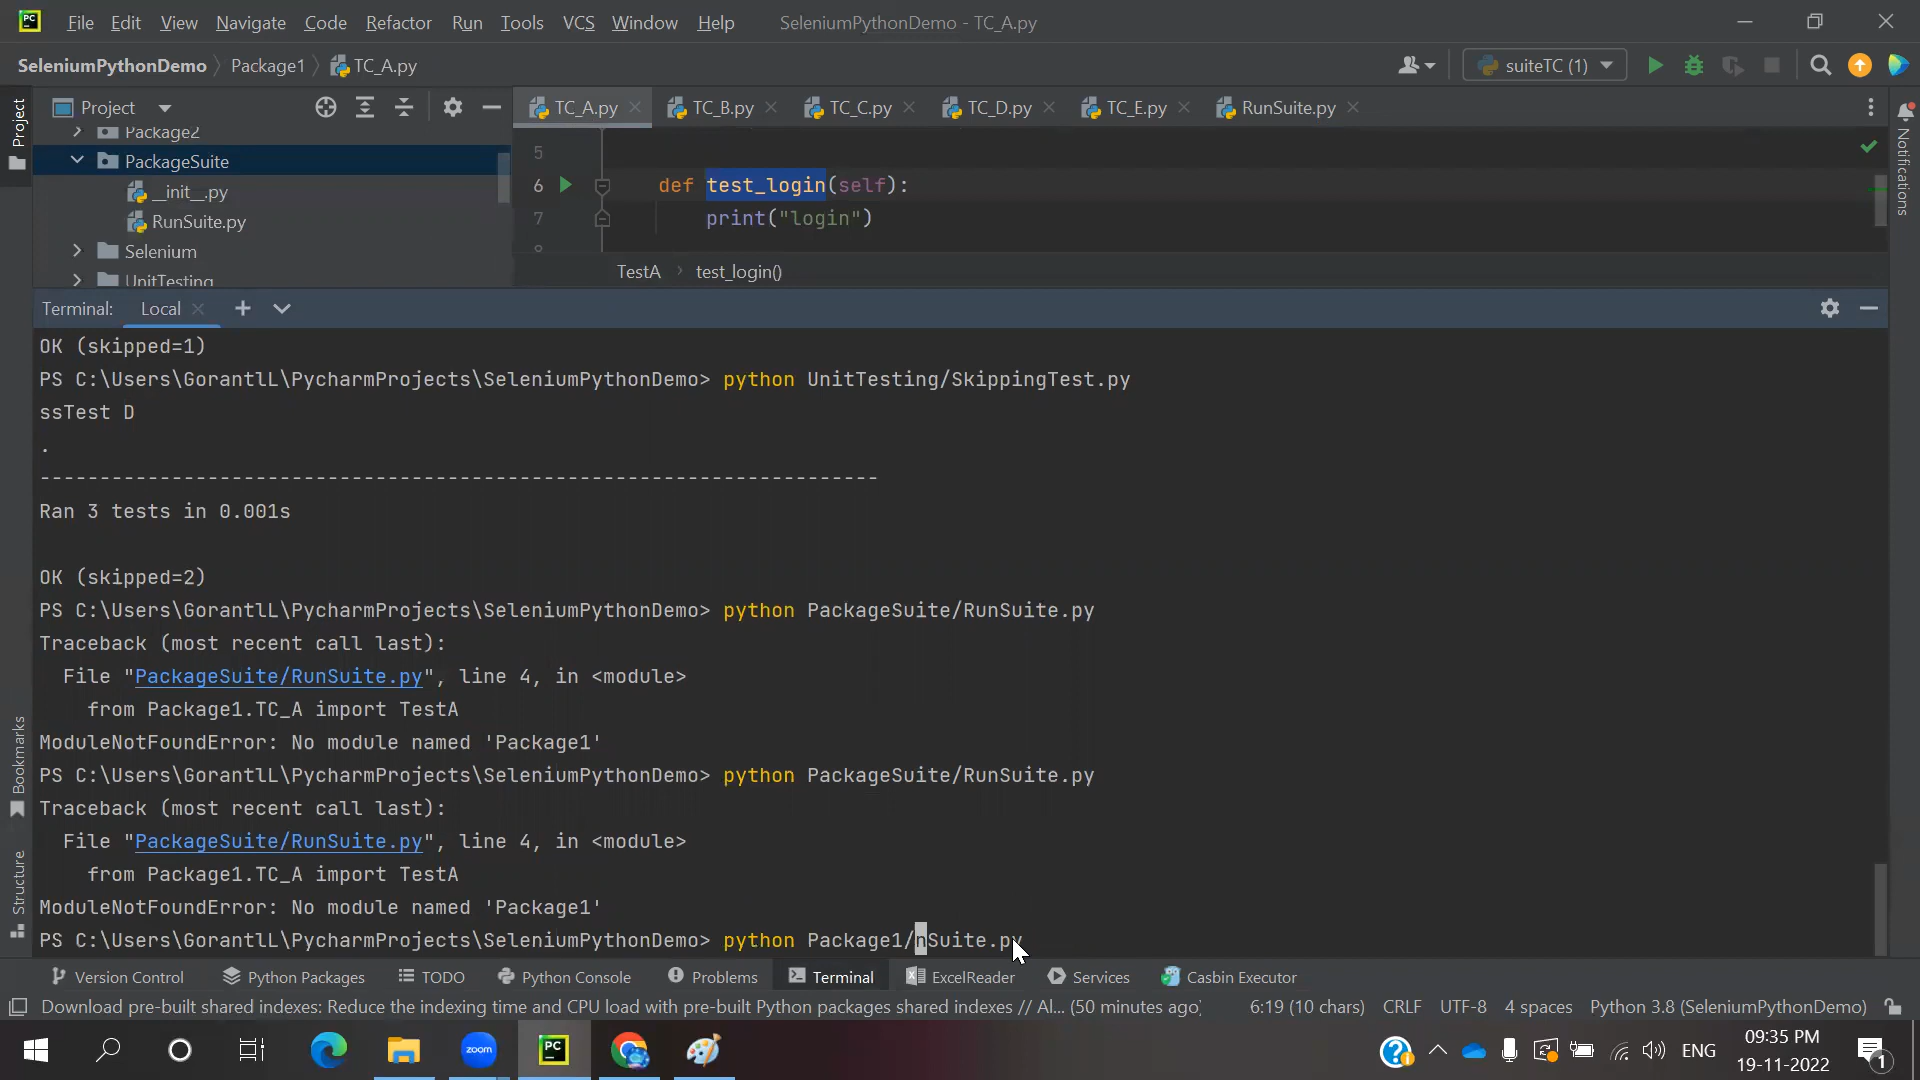 PC File Edit View Navigate Code Refactor Run Tools VCS Window Help SeleniumPythonDemo - TC_A.py
SeleniumPythonDemo Package1 TC_A.py suiteTC (1)
Project TC_A.py TC_B.py TC_C.py TC_D.py TC_E.py RunSuite.py
Project
Notifications
Package2
PackageSuite
__init__.py
RunSuite.py
Selenium
UnitTesting
5
6 def test_login(self):
7 print("login")
8
TestA test_login()
Terminal: Local
OK (skipped=1)
PS C:\Users\GorantlL\PycharmProjects\SeleniumPythonDemo> python UnitTesting/SkippingTest.py
ssTest D
.
----------------------------------------------------------------------
Ran 3 tests in 0.001s
OK (skipped=2)
PS C:\Users\GorantlL\PycharmProjects\SeleniumPythonDemo> python PackageSuite/RunSuite.py
Traceback (most recent call last):
File "PackageSuite/RunSuite.py", line 4, in <module>
from Package1.TC_A import TestA
ModuleNotFoundError: No module named 'Package1'
PS C:\Users\GorantlL\PycharmProjects\SeleniumPythonDemo> python PackageSuite/RunSuite.py
Traceback (most recent call last):
File "PackageSuite/RunSuite.py", line 4, in <module>
from Package1.TC_A import TestA
ModuleNotFoundError: No module named 'Package1'
PS C:\Users\GorantlL\PycharmProjects\SeleniumPythonDemo> python Package1/nSuite.py
Bookmarks
Structure
Version Control Python Packages TODO Python Console Problems Terminal ExcelReader Services Casbin Executor
Download pre-built shared indexes: Reduce the indexing time and CPU load with pre-built Python packages shared indexes // Al... (50 minutes ago) 6:19 (10 chars) CRLF UTF-8 4 spaces Python 3.8 (SeleniumPythonDemo)
zoom PC ENG 09:35 PM
19-11-2022 1